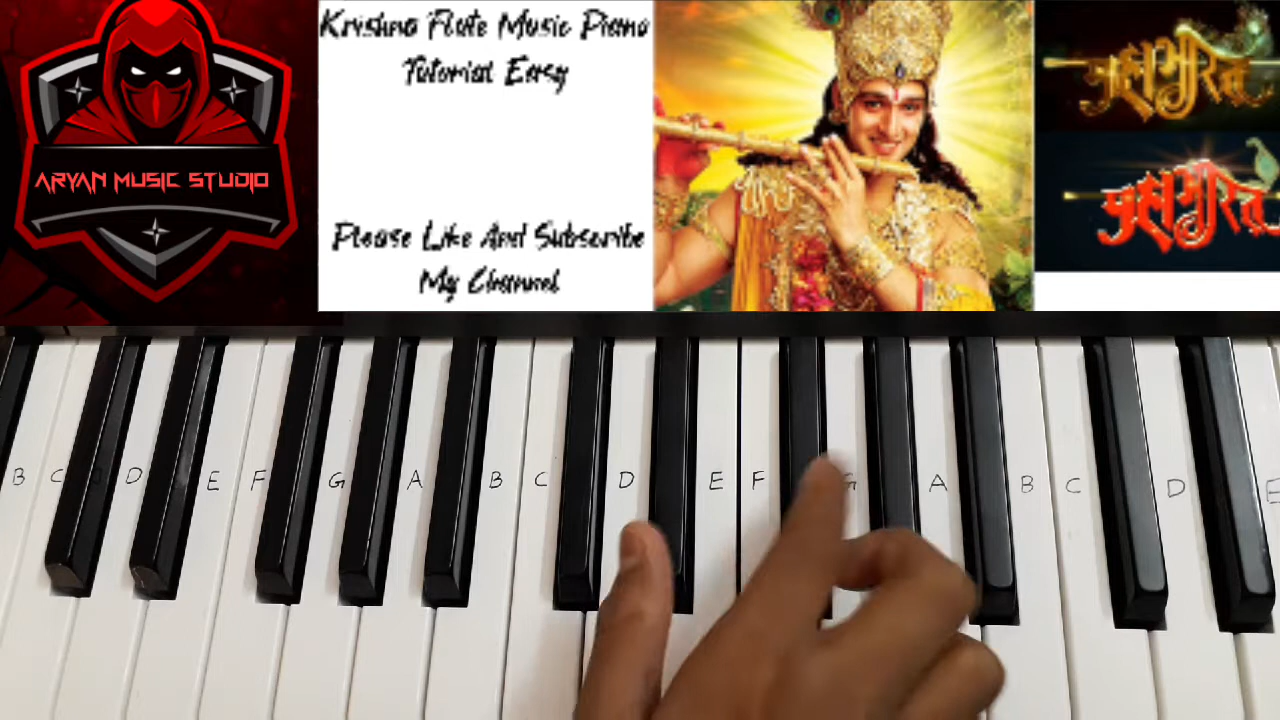 ARYAN MUSIC STUDIO
Krishna Flute Music Piano
Tutorial Easy
Please Like And Subscribe
My Channel
महाभारत
महाभारत
B C D E F G A B C D E F G A B C D E